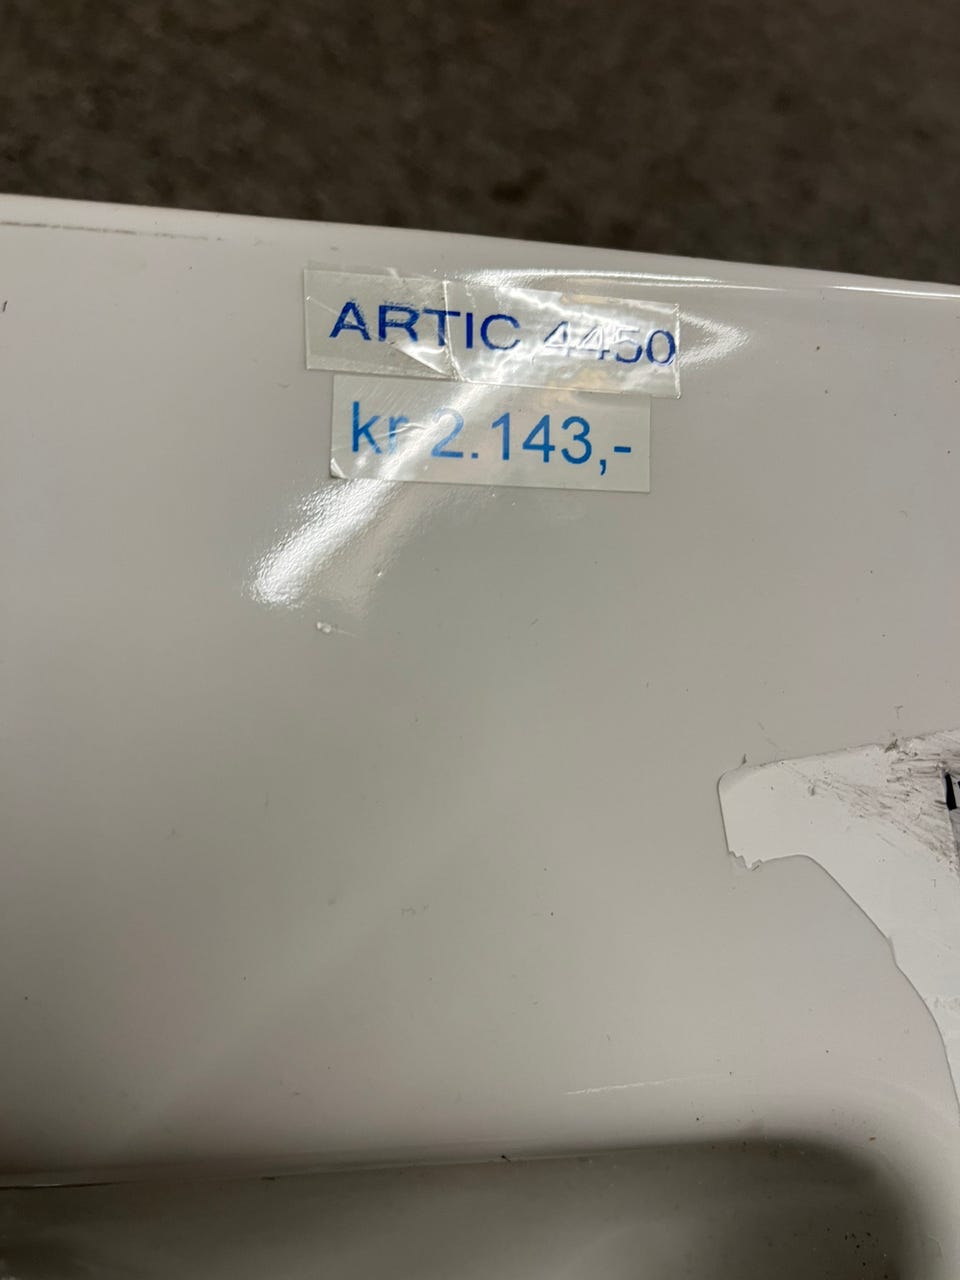 ARTIC 4450
kr 2.143,-